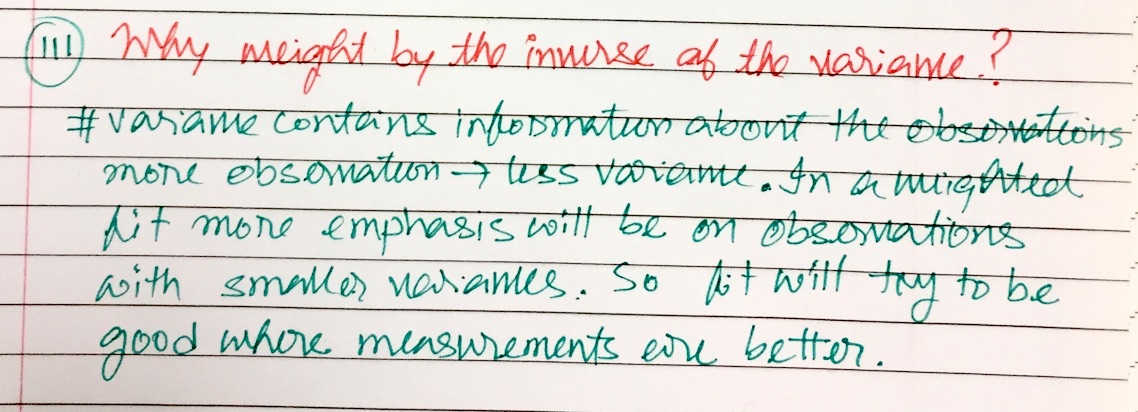 (III) Why weight by the inverse of the variance?
# variance contains information about the observations
more observation → less variance. In a weighted
fit more emphasis will be on observations
with smaller variances. So fit will try to be
good where measurements are better.